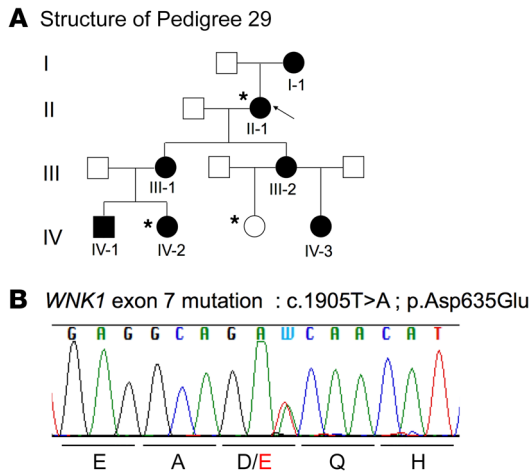 A Structure of Pedigree 29
I
I-1
*
II
II-1
III
III-1
III-2
*
*
IV
IV-1
IV-2
IV-3
B WNK1 exon 7 mutation : c.1905T>A ; p.Asp635Glu
G A G G C A G A W C A A C A T
E A D/E Q H